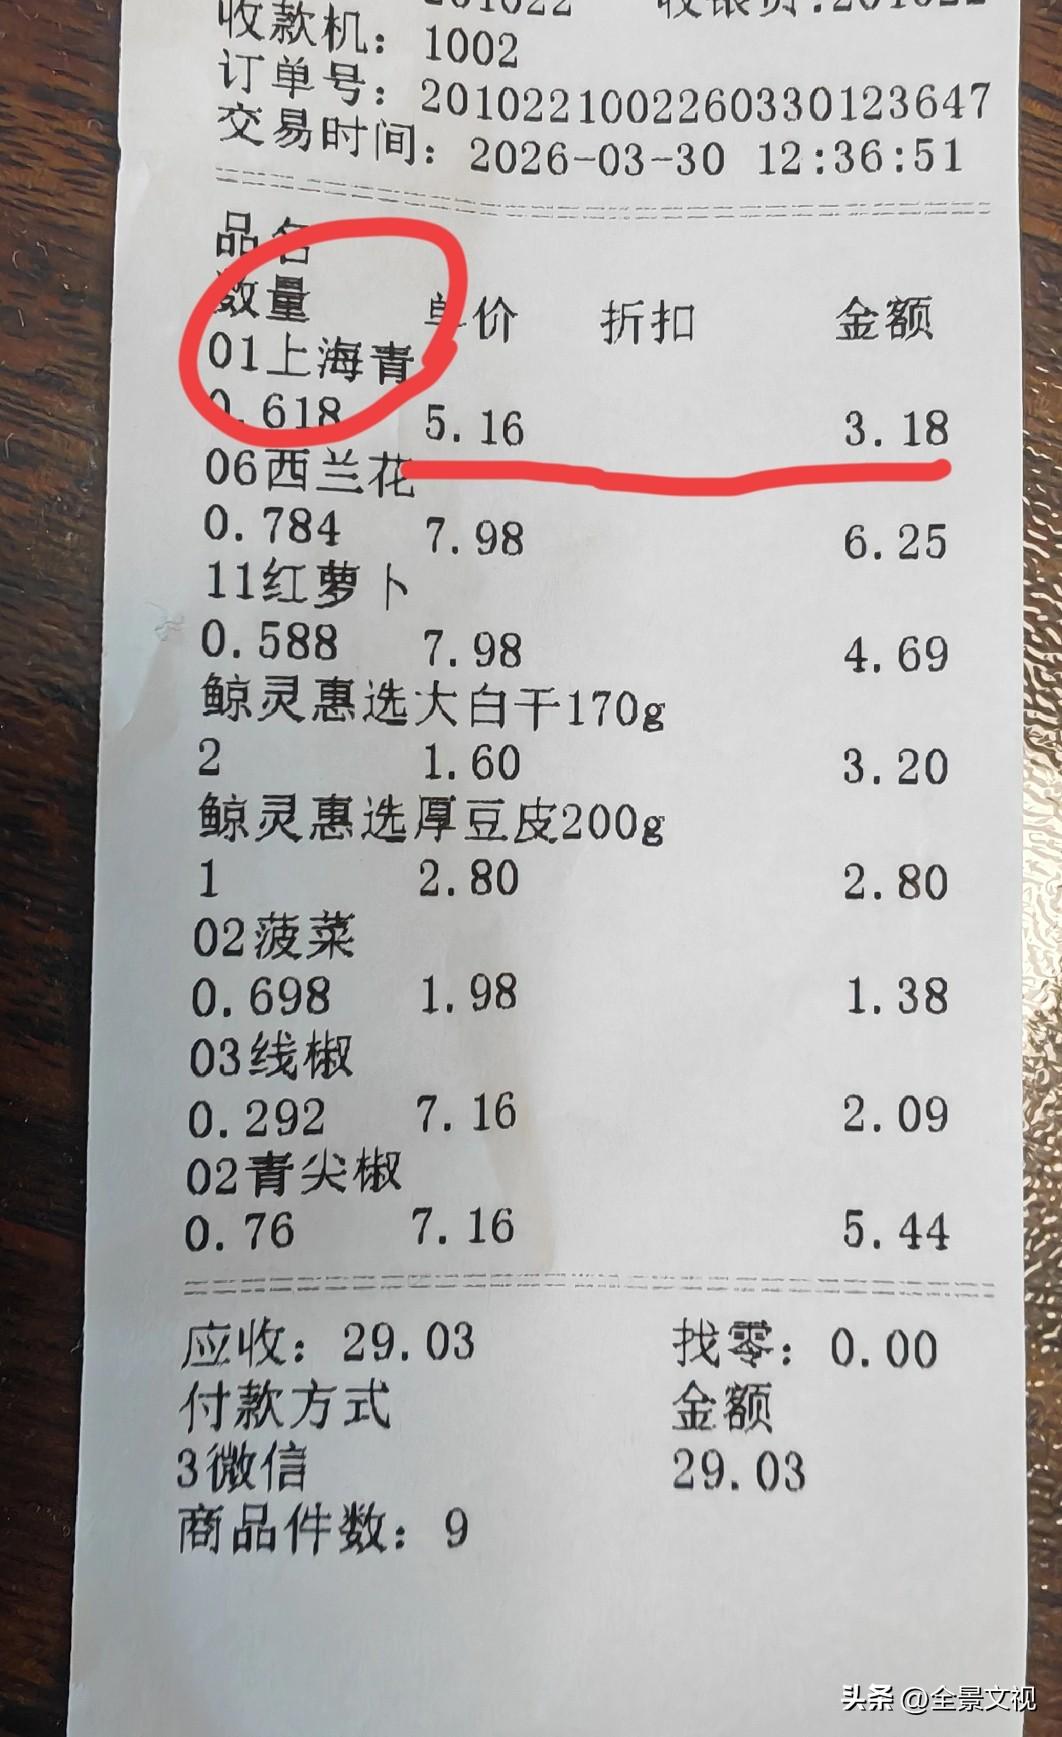 收款机: 1002
订单号: 2010221002260330123647
交易时间: 2026-03-30 12:36:51
品名
数量 单价 折扣 金额
01上海青
0.618 5.16 3.18
06西兰花
0.784 7.98 6.25
11红萝卜
0.588 7.98 4.69
鲸灵惠选大白干170g
2 1.60 3.20
鲸灵惠选厚豆皮200g
1 2.80 2.80
02菠菜
0.698 1.98 1.38
03线椒
0.292 7.16 2.09
02青尖椒
0.76 7.16 5.44
应收: 29.03 找零: 0.00
付款方式 金额
3微信 29.03
商品件数: 9
头条 @全景文视